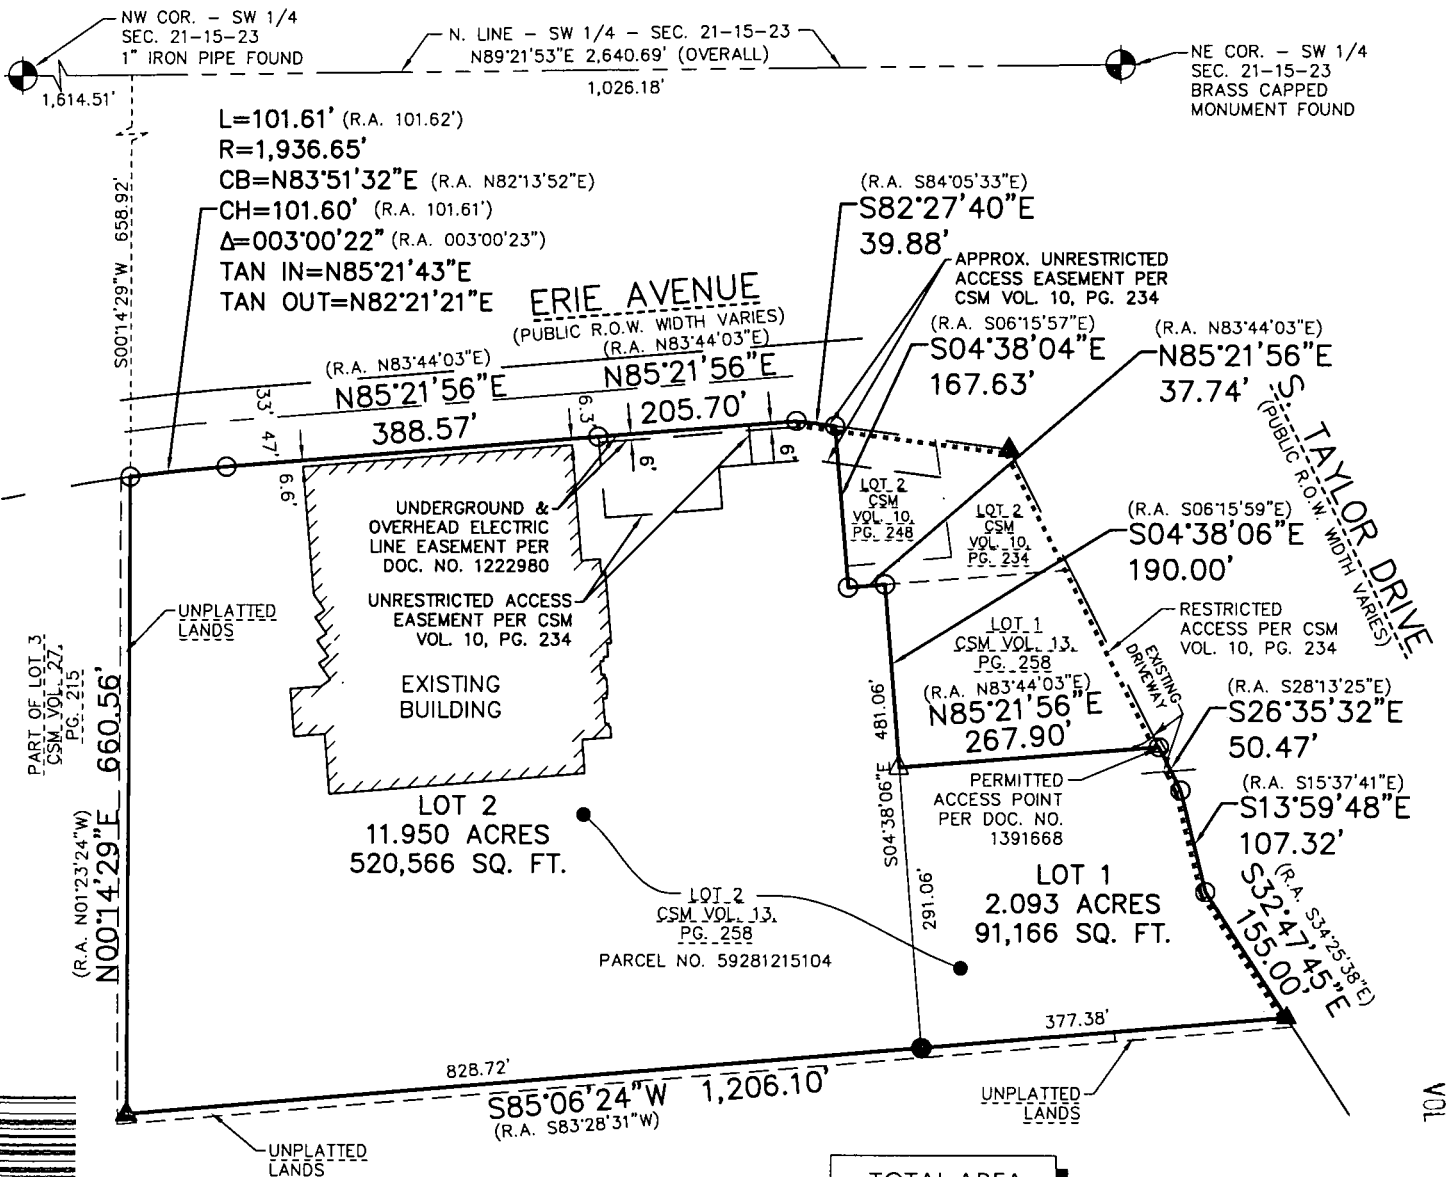 NW COR. - SW 1/4
SEC. 21-15-23
1" IRON PIPE FOUND
N. LINE - SW 1/4 - SEC. 21-15-23
N89°21'53"E 2,640.69' (OVERALL)
NE COR. - SW 1/4
SEC. 21-15-23
BRASS CAPPED
MONUMENT FOUND
1,614.51'
1,026.18'
S00°14'29"W 658.92'
L=101.61' (R.A. 101.62')
R=1,936.65'
CB=N83°51'32"E (R.A. N82°13'52"E)
CH=101.60' (R.A. 101.61')
Δ=003°00'22" (R.A. 003°00'23")
TAN IN=N85°21'43"E
TAN OUT=N82°21'21"E
ERIE AVENUE
(PUBLIC R.O.W. WIDTH VARIES)
(R.A. N83°44'03"E)
N85°21'56"E
388.57'
(R.A. N83°44'03"E)
N85°21'56"E
205.70'
(R.A. S84°05'33"E)
S82°27'40"E
39.88'
APPROX. UNRESTRICTED
ACCESS EASEMENT PER
CSM VOL. 10, PG. 234
(R.A. S06°15'57"E)
S04°38'04"E
167.63'
(R.A. N83°44'03"E)
N85°21'56"E
37.74'
S. TAYLOR DRIVE
(PUBLIC R.O.W. WIDTH VARIES)
33'
47'
6.6'
6.3'
6'
6'
UNDERGROUND &
OVERHEAD ELECTRIC
LINE EASEMENT PER
DOC. NO. 1222980
UNRESTRICTED ACCESS
EASEMENT PER CSM
VOL. 10, PG. 234
LOT 2
CSM
VOL. 10,
PG. 248
LOT 2
CSM
VOL. 10,
PG. 234
(R.A. S06°15'59"E)
S04°38'06"E
190.00'
RESTRICTED
ACCESS PER CSM
VOL. 10, PG. 234
EXISTING
DRIVEWAY
UNPLATTED
LANDS
PART OF LOT 3
CSM VOL. 27,
PG. 215
(R.A. N01°23'24"W)
N00°14'29"E 660.56'
EXISTING
BUILDING
LOT 1
CSM VOL. 13,
PG. 258
(R.A. N83°44'03"E)
N85°21'56"E
267.90'
S04°38'06"E 481.06'
291.06'
(R.A. S28°13'25"E)
S26°35'32"E
50.47'
(R.A. S15°37'41"E)
S13°59'48"E
107.32'
(R.A. S34°25'38"E)
S32°47'45"E
155.00'
PERMITTED
ACCESS POINT
PER DOC. NO.
1391668
LOT 2
11.950 ACRES
520,566 SQ. FT.
LOT 1
2.093 ACRES
91,166 SQ. FT.
LOT 2
CSM VOL. 13,
PG. 258
PARCEL NO. 59281215104
828.72'
377.38'
S85°06'24"W 1,206.10'
(R.A. S83°28'31"W)
UNPLATTED
LANDS
UNPLATTED
LANDS
VOL
TOTAL AREA